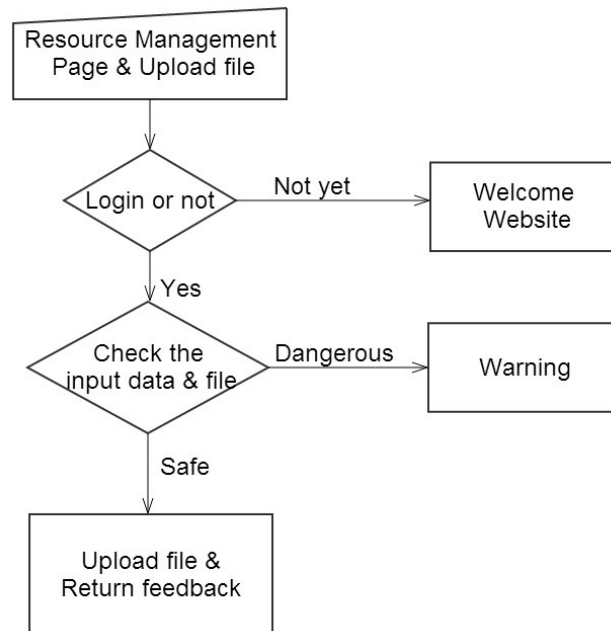 Resource Management
Page & Upload file
Login or not
Not yet
Welcome
Website
Yes
Check the
input data & file
Dangerous
Warning
Safe
Upload file &
Return feedback